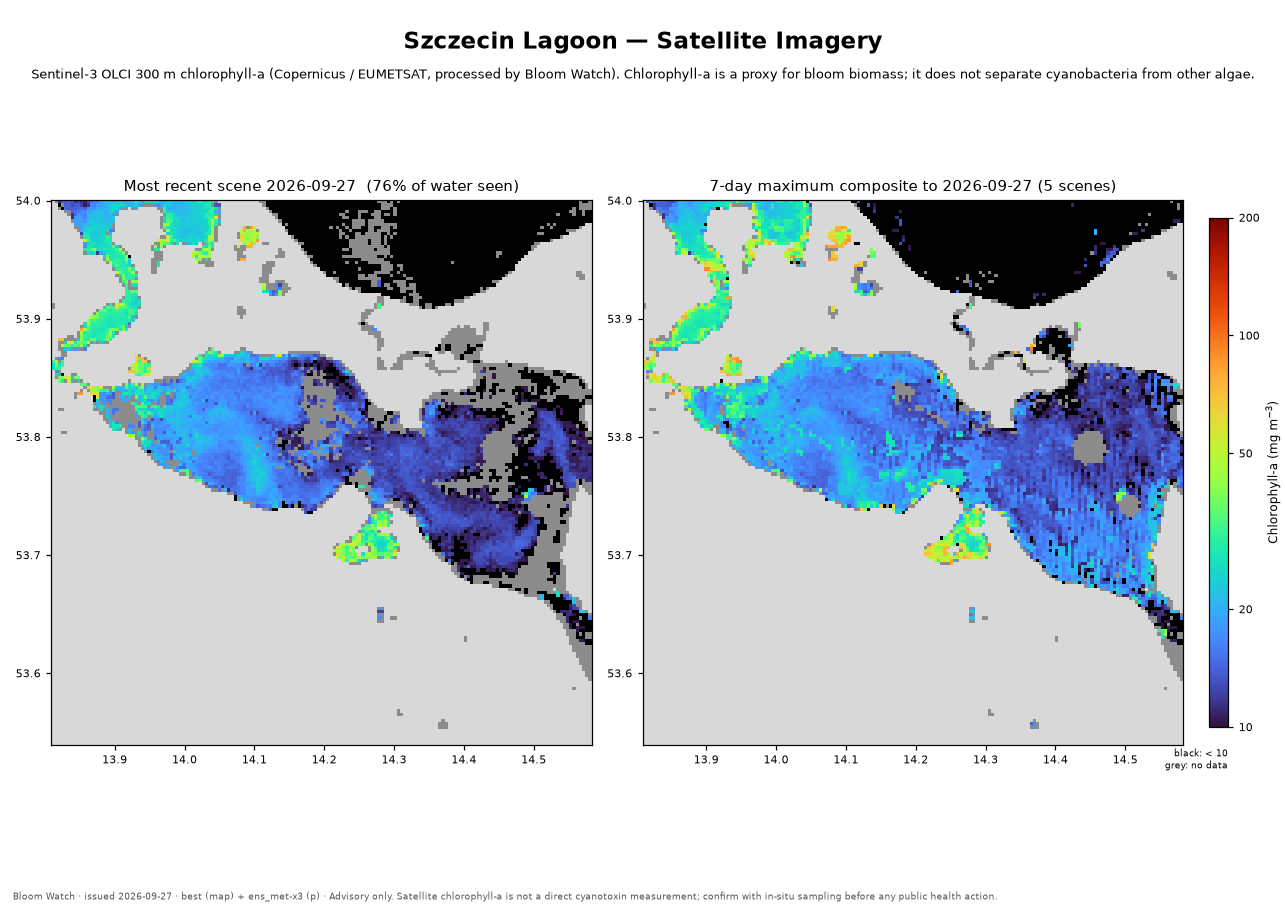 Szczecin Lagoon — Satellite Imagery
Sentinel-3 OLCI 300 m chlorophyll-a (Copernicus / EUMETSAT, processed by Bloom Watch). Chlorophyll-a is a proxy for bloom biomass; it does not separate cyanobacteria from other algae.
Most recent scene 2026-09-27 (76% of water seen)
54.0
53.9
53.8
53.7
53.6
13.9 14.0 14.1 14.2 14.3 14.4 14.5
7-day maximum composite to 2026-09-27 (5 scenes)
54.0
53.9
53.8
53.7
53.6
13.9 14.0 14.1 14.2 14.3 14.4 14.5
200
100
50
20
10
Chlorophyll-a (mg m⁻³)
black: < 10
grey: no data
Bloom Watch · issued 2026-09-27 · best (map) + ens_met-x3 (p) · Advisory only. Satellite chlorophyll-a is not a direct cyanotoxin measurement; confirm with in-situ sampling before any public health action.